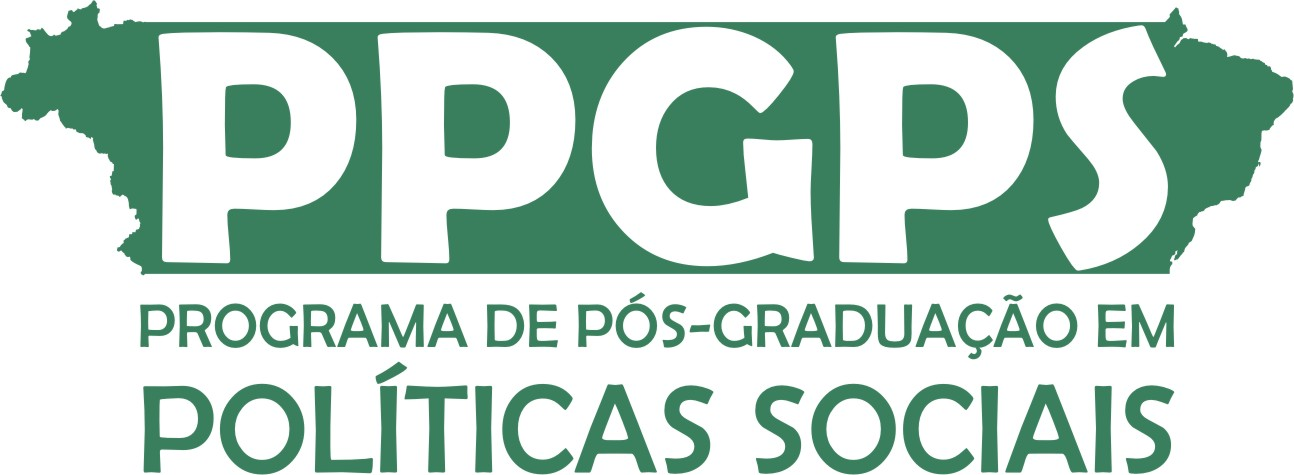 PPGPS
PROGRAMA DE PÓS-GRADUAÇÃO EM
POLÍTICAS SOCIAIS